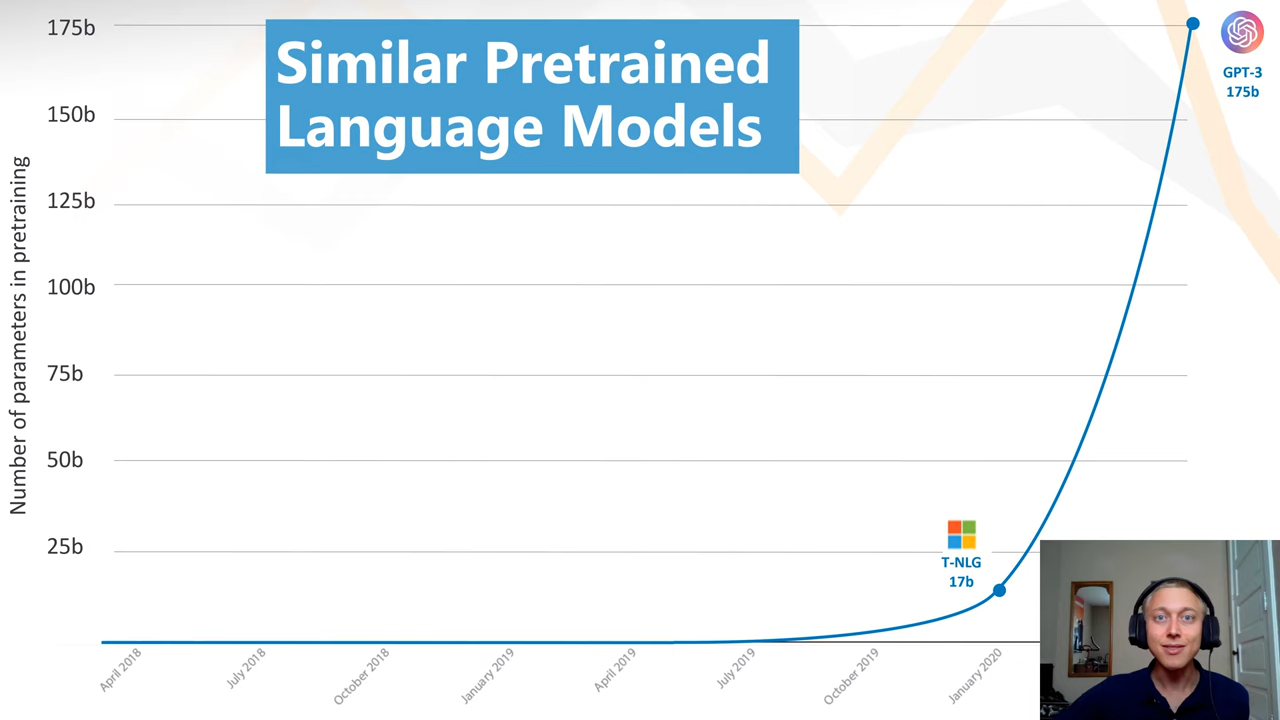 Similar Pretrained
Language Models
Number of parameters in pretraining
175b
150b
125b
100b
75b
50b
25b
GPT-3
175b
T-NLG
17b
April 2018
July 2018
October 2018
January 2019
April 2019
July 2019
October 2019
January 2020